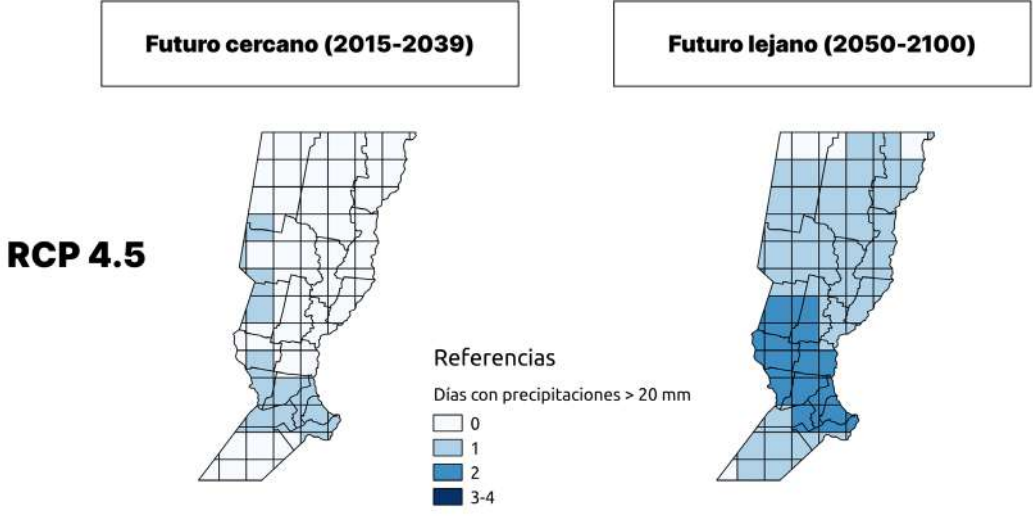 Futuro cercano (2015-2039)
Futuro lejano (2050-2100)
RCP 4.5
Referencias
Días con precipitaciones > 20 mm
0
1
2
3-4